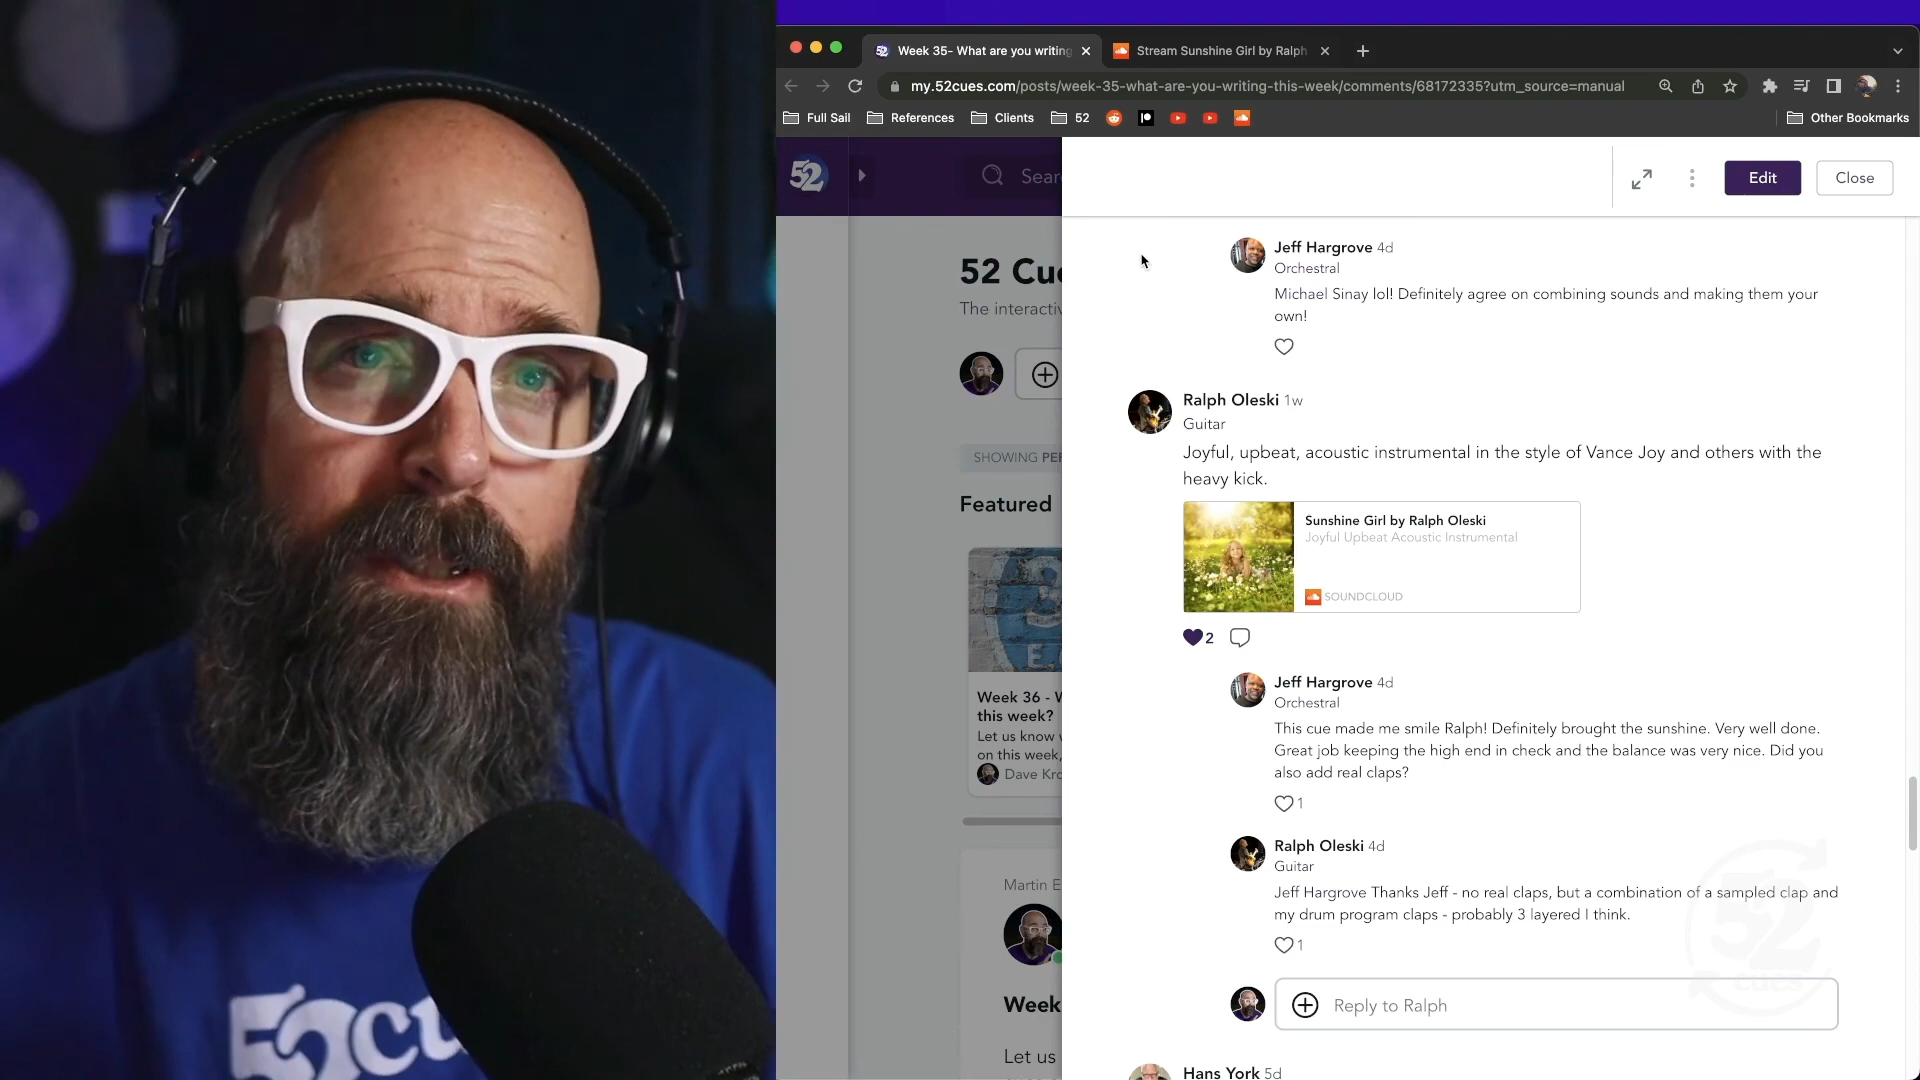 Week 35- What are you writing
Stream Sunshine Girl by Ralph
my.52cues.com/posts/week-35-what-are-you-writing-this-week/comments/68172335?utm_source=manual
Full Sail
References
Clients
52
Other Bookmarks
52
Sear
Edit
Close
52 Cue
The interactiv
SHOWING PE
Featured
Week 36 - W
this week?
Let us know w
on this week,
Dave Kro
Martin E
Week
Let us
Jeff Hargrove 4d
Orchestral
Michael Sinay lol! Definitely agree on combining sounds and making them your
own!
Ralph Oleski 1w
Guitar
Joyful, upbeat, acoustic instrumental in the style of Vance Joy and others with the
heavy kick.
Sunshine Girl by Ralph Oleski
Joyful Upbeat Acoustic Instrumental
SOUNDCLOUD
2
Jeff Hargrove 4d
Orchestral
This cue made me smile Ralph! Definitely brought the sunshine. Very well done.
Great job keeping the high end in check and the balance was very nice. Did you
also add real claps?
1
Ralph Oleski 4d
Guitar
Jeff Hargrove Thanks Jeff - no real claps, but a combination of a sampled clap and
my drum program claps - probably 3 layered I think.
1
Reply to Ralph
Hans York 5d
52
cues
52cu